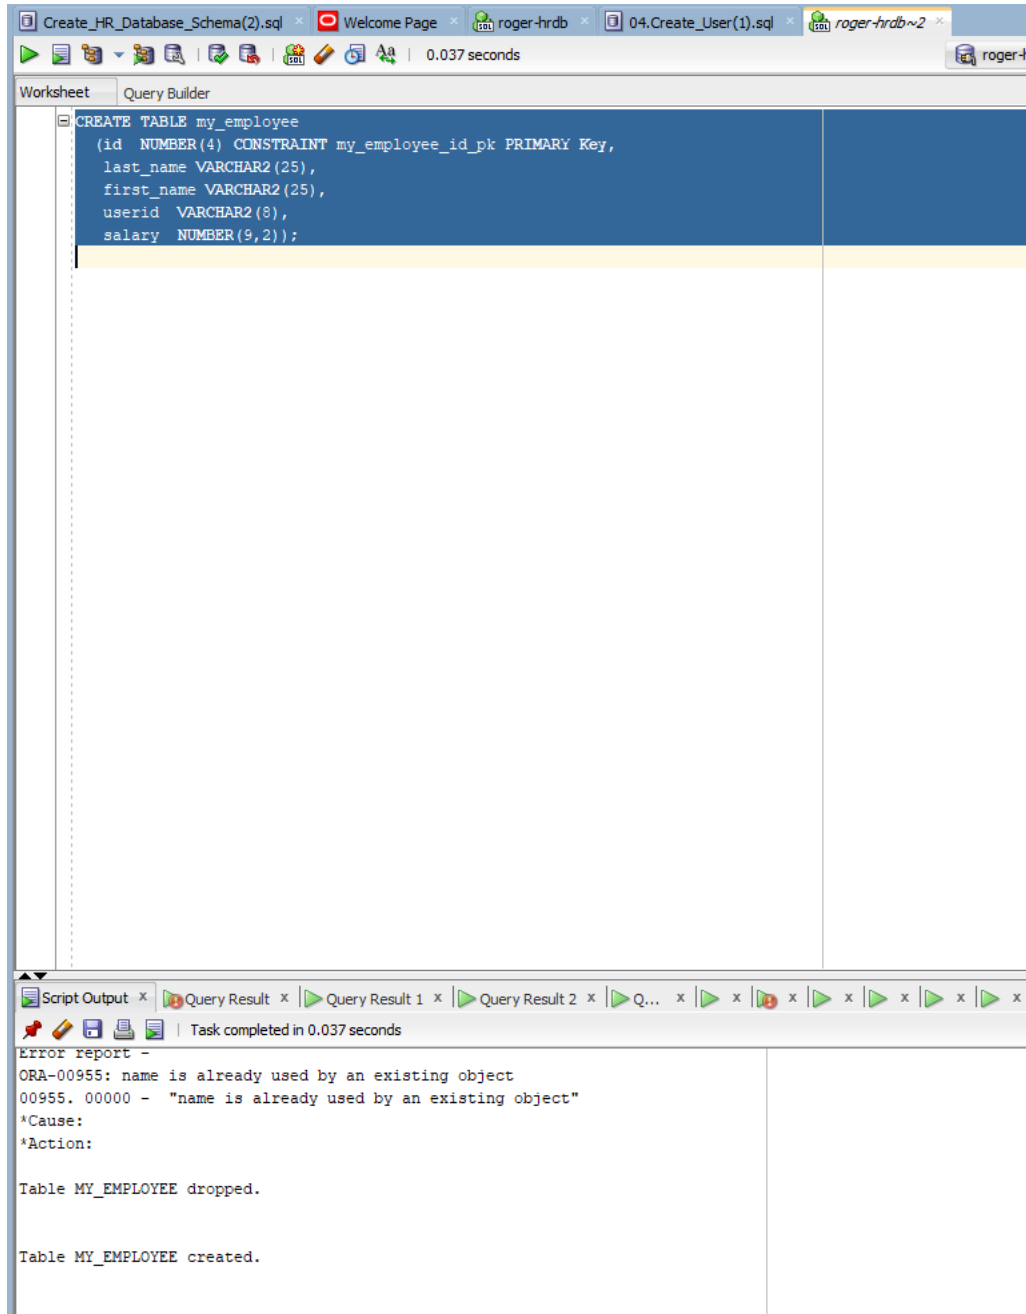 Create_HR_Database_Schema(2).sql × Welcome Page × roger-hrdb × 04.Create_User(1).sql × roger-hrdb~2 ×
0.037 seconds
Worksheet Query Builder
CREATE TABLE my_employee
(id NUMBER(4) CONSTRAINT my_employee_id_pk PRIMARY Key,
last_name VARCHAR2(25),
first_name VARCHAR2(25),
userid VARCHAR2(8),
salary NUMBER(9,2));
Script Output x Query Result x Query Result 1 x Query Result 2 x Q... x x x x x x x
Task completed in 0.037 seconds
Error report -
ORA-00955: name is already used by an existing object
00955. 00000 - "name is already used by an existing object"
*Cause:
*Action:
Table MY_EMPLOYEE dropped.
Table MY_EMPLOYEE created.